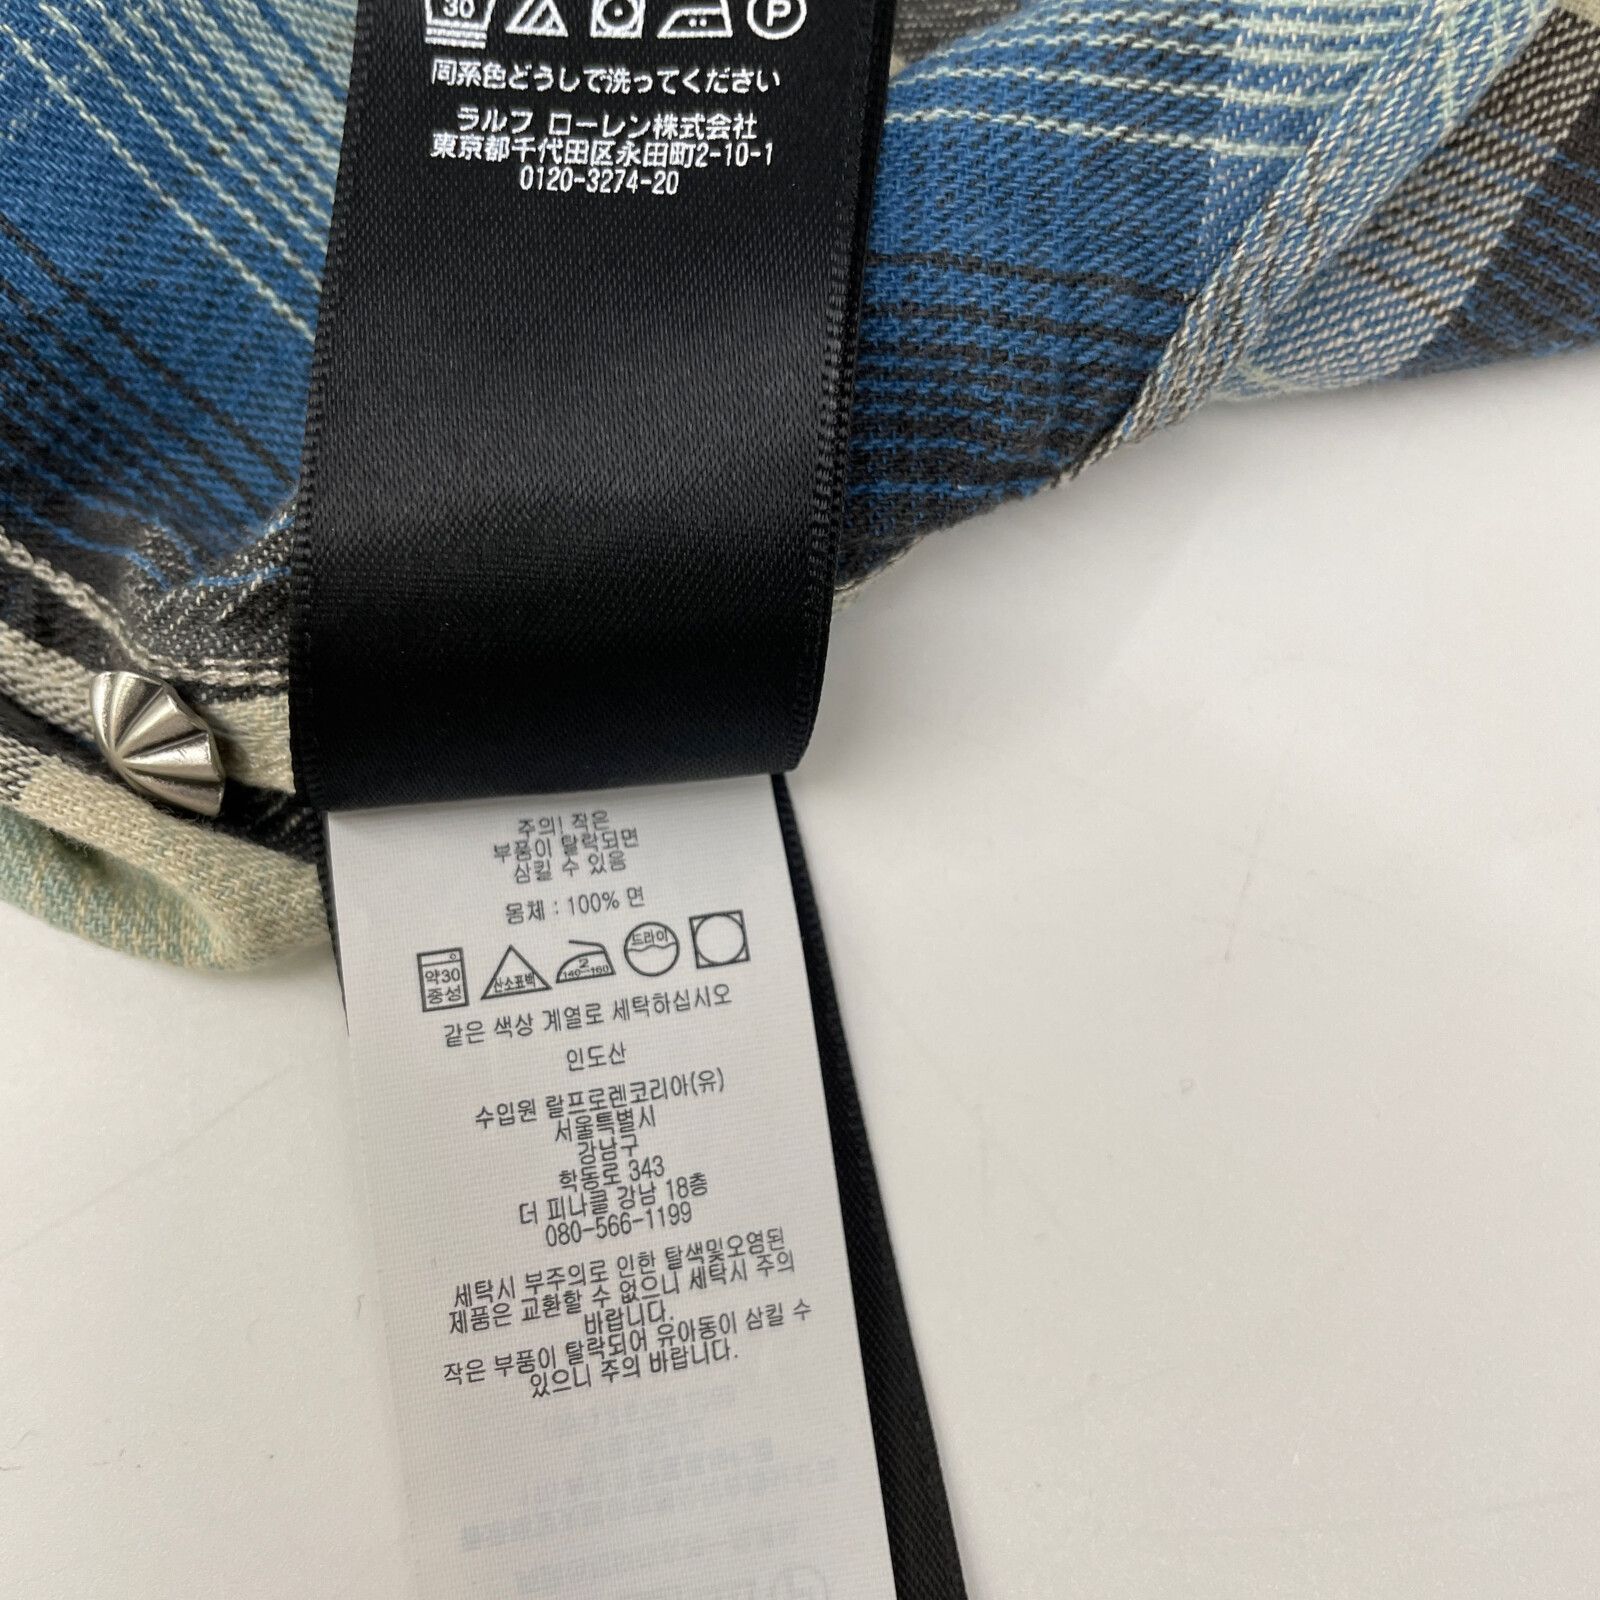 30
P
同系色どうしで洗ってください
ラルフ ローレン株式会社
東京都千代田区永田町2-10-1
0120-3274-20
주의! 작은
부품이 탈락되면
삼킬 수 있음
몸체 : 100% 면
약30
중성
산소표백
2
140~160
드라이
같은 색상 계열로 세탁하십시오
인도산
수입원 랄프로렌코리아(유)
서울특별시
강남구
학동로 343
더 피나클 강남 18층
080-566-1199
세탁시 부주의로 인한 탈색및오염된
제품은 교환할 수 없으니 세탁시 주의
바랍니다.
작은 부품이 탈락되어 유아동이 삼킬 수
있으니 주의 바랍니다.